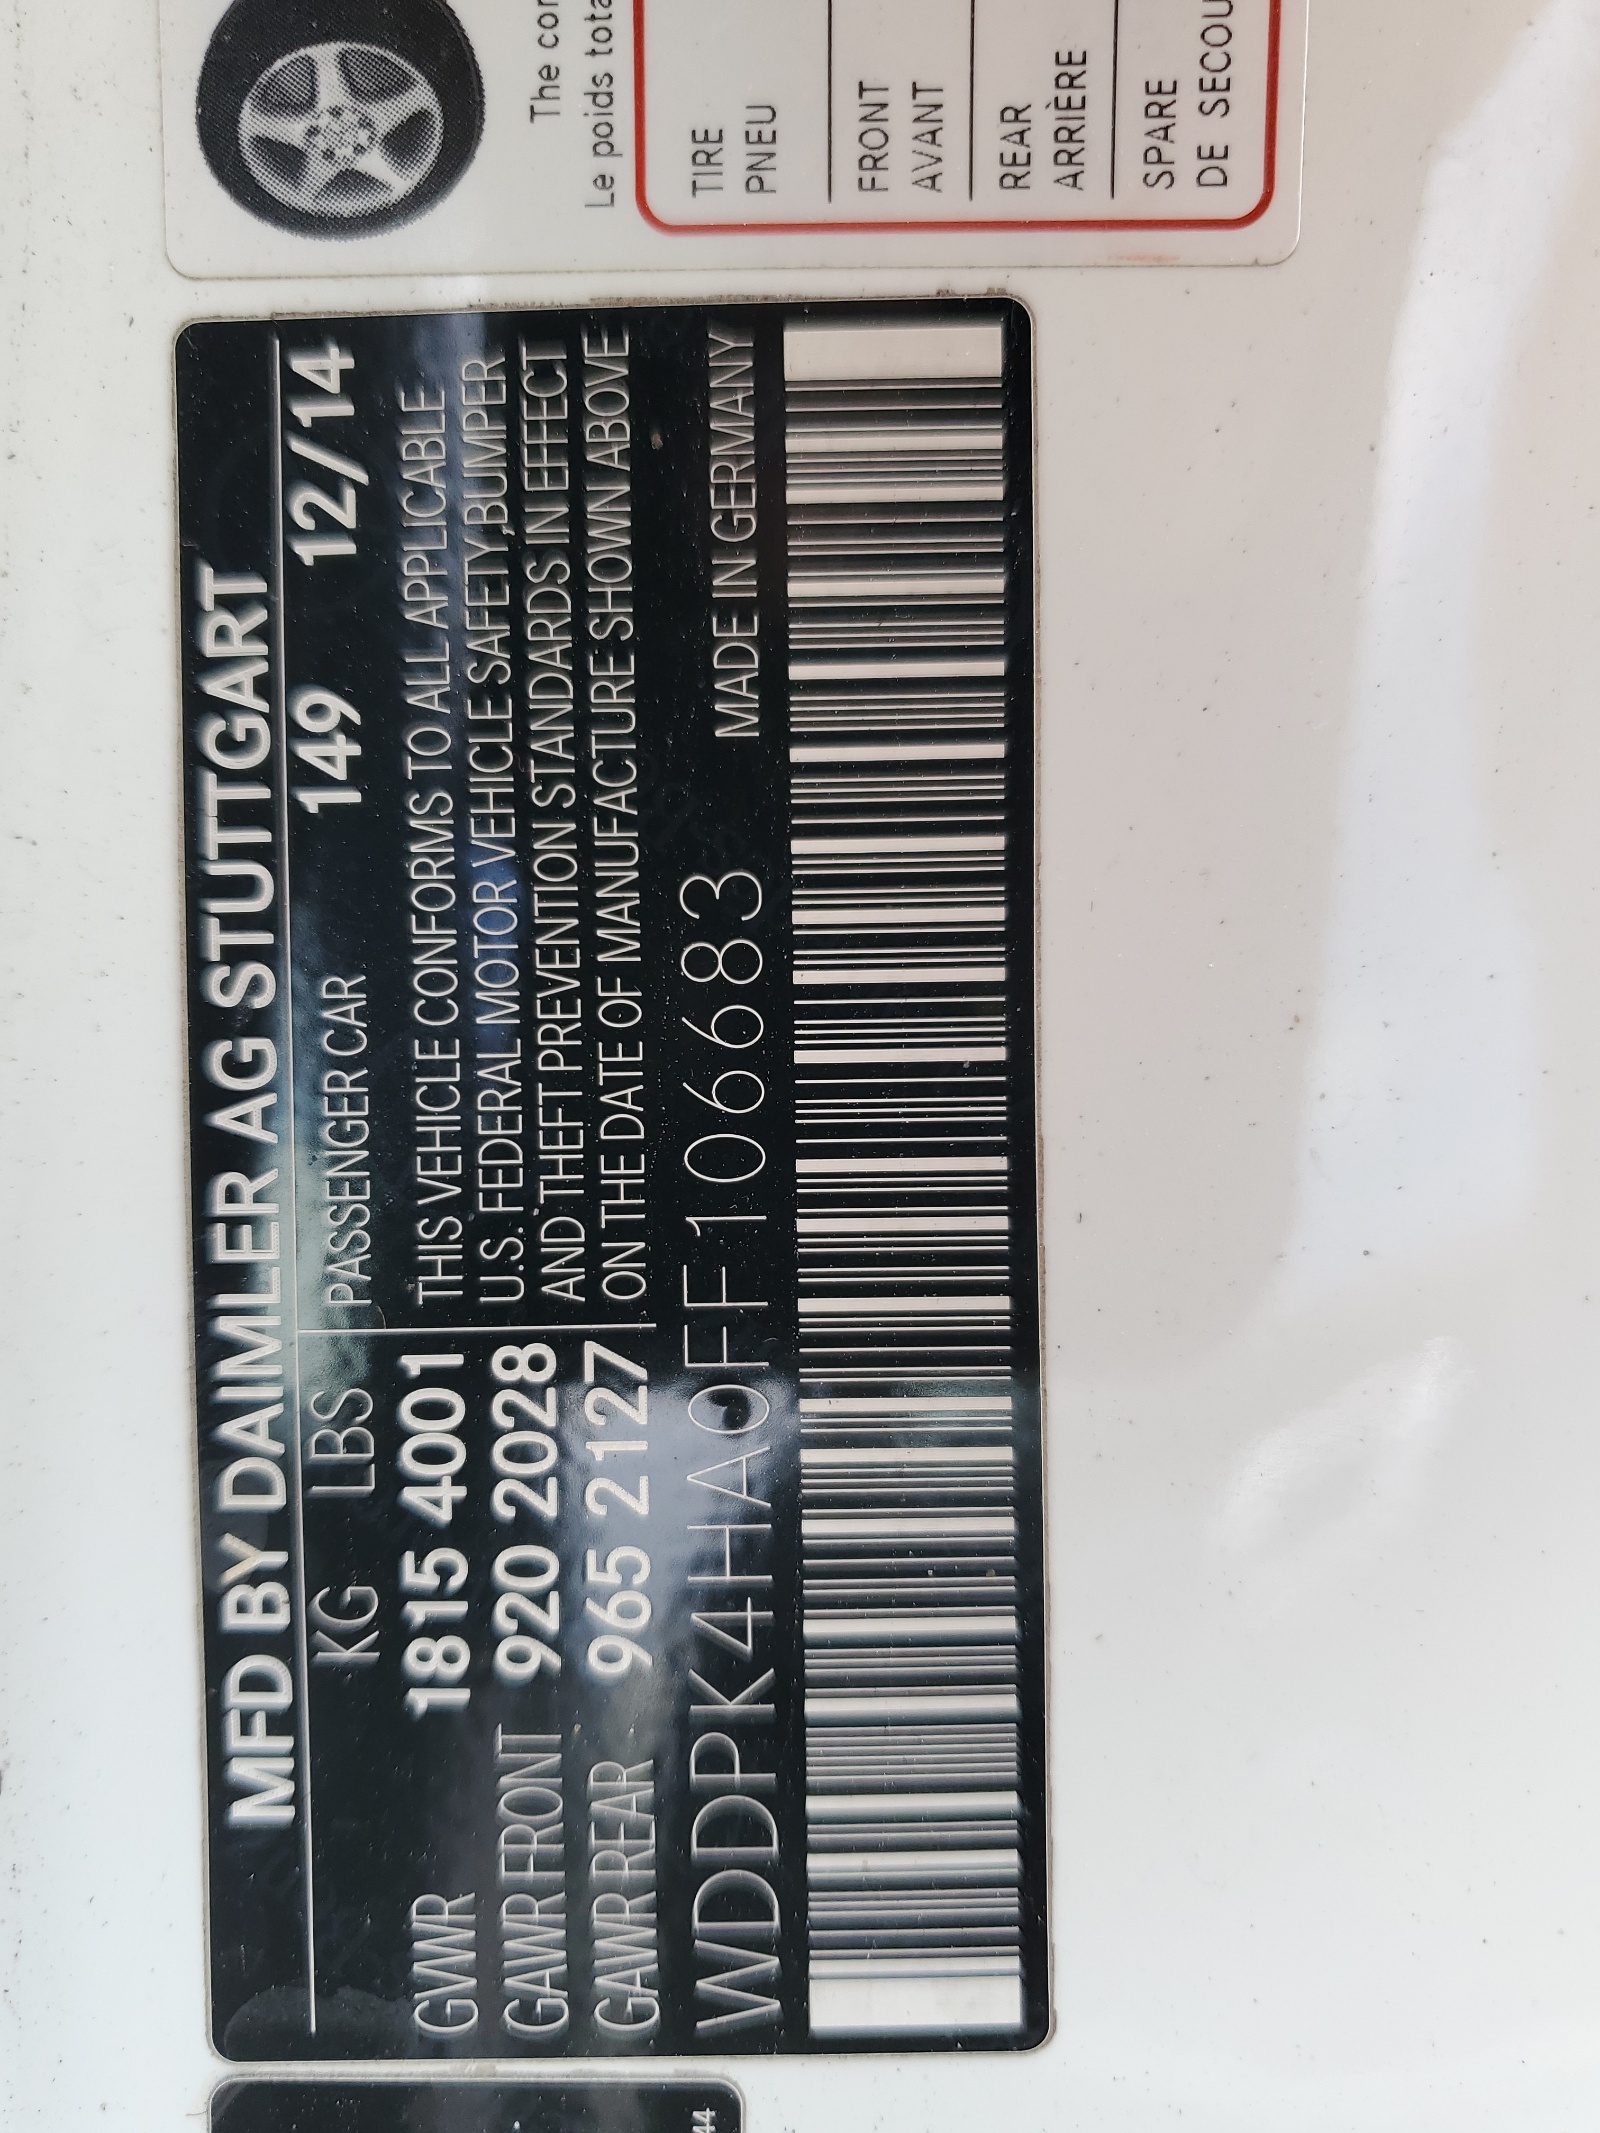 MFD BY DAIMLER AG STUTTGART
KG LBS PASSENGER CAR 149 12/14
GVWR 1815 4001 THIS VEHICLE CONFORMS TO ALL APPLICABLE
GAWR FRONT 920 2028 U.S. FEDERAL MOTOR VEHICLE SAFETY, BUMPER
GAWR REAR 965 2127 AND THEFT PREVENTION STANDARDS IN EFFECT
ON THE DATE OF MANUFACTURE SHOWN ABOVE
WDDPK4HA0FF106683 MADE IN GERMANY
The
Le poids
TIRE
PNEU
FRONT
AVANT
REAR
ARRIÈRE
SPARE
DE SECOU
44